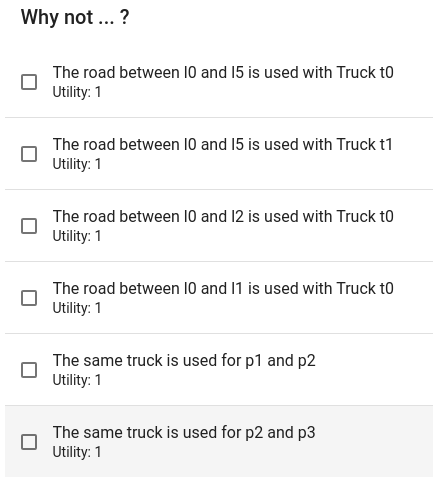 Why not ... ?
The road between l0 and l5 is used with Truck t0
Utility: 1
The road between l0 and l5 is used with Truck t1
Utility: 1
The road between l0 and l2 is used with Truck t0
Utility: 1
The road between l0 and l1 is used with Truck t0
Utility: 1
The same truck is used for p1 and p2
Utility: 1
The same truck is used for p2 and p3
Utility: 1